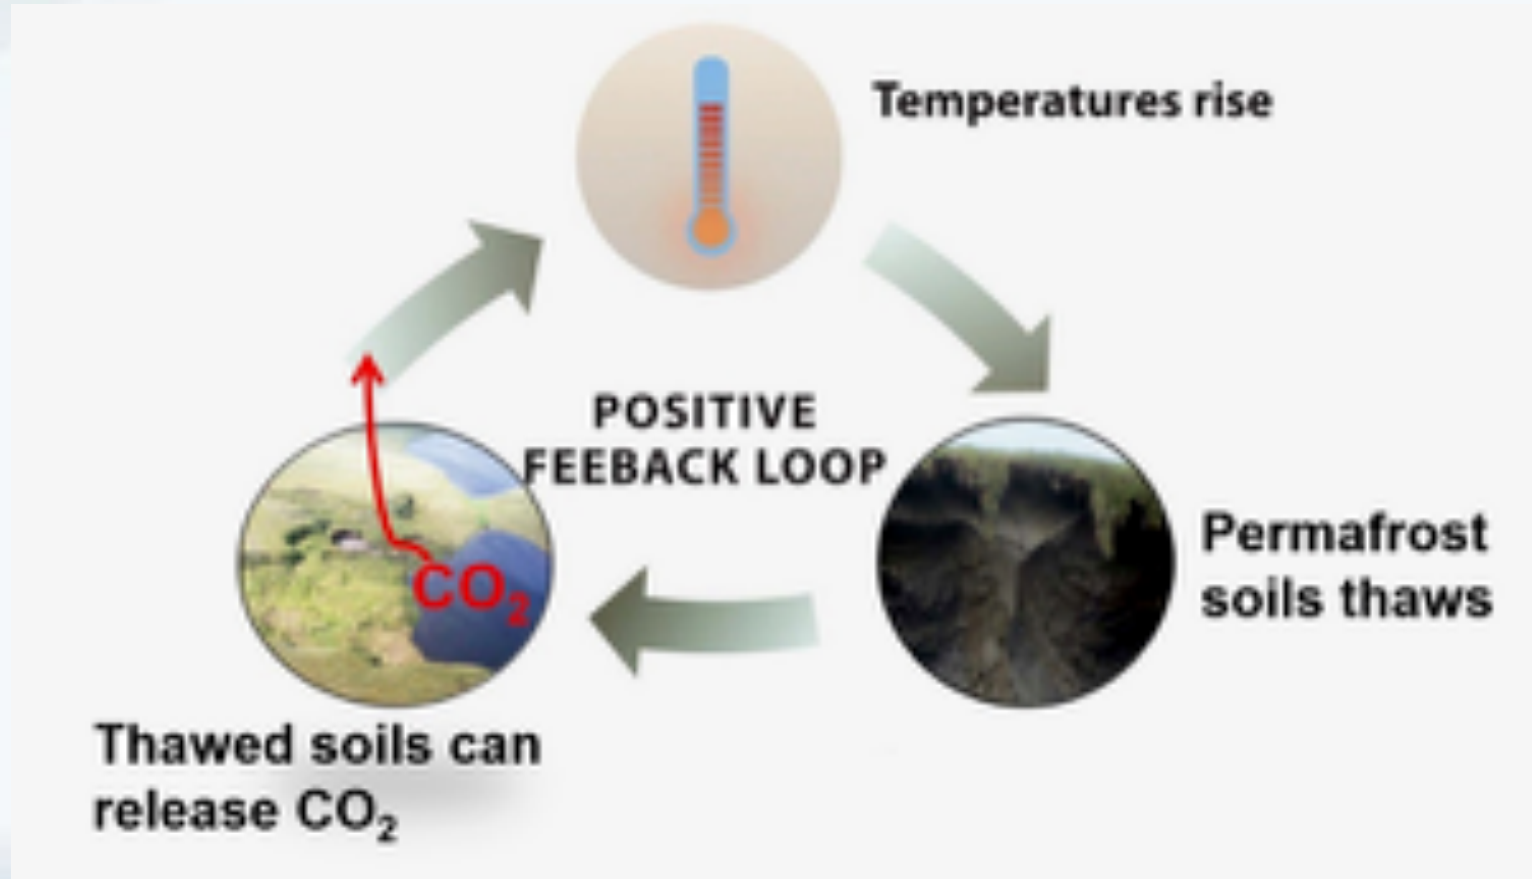 Temperatures rise
POSITIVE
FEEBACK LOOP
Permafrost
soils thaws
CO₂
Thawed soils can
release CO₂